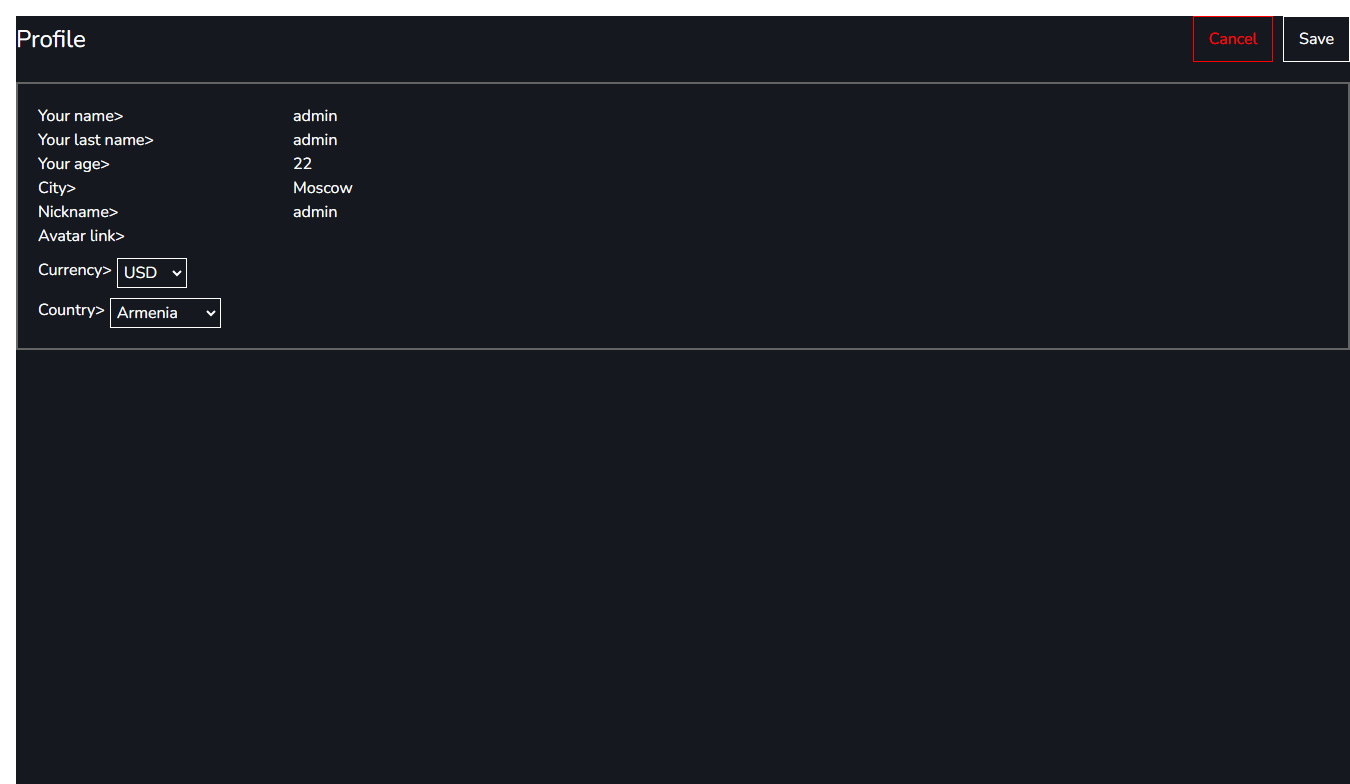 Profile Cancel Save
Your name> admin
Your last name> admin
Your age> 22
City> Moscow
Nickname> admin
Avatar link>
Currency> USD
Country> Armenia